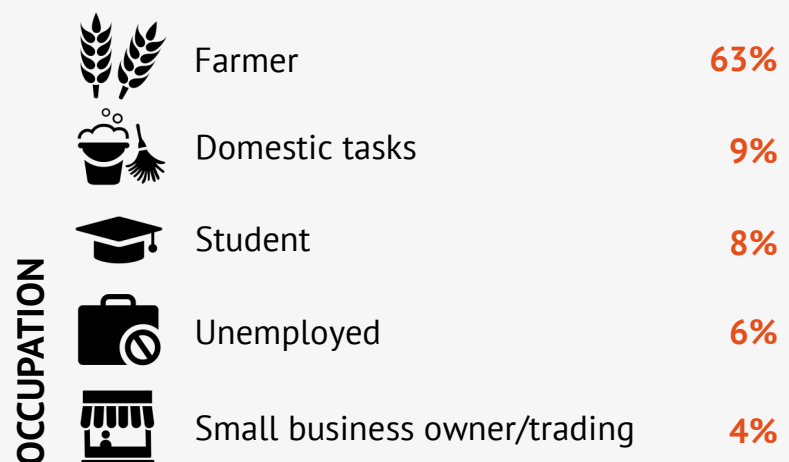 OCCUPATION
Farmer 63%
Domestic tasks 9%
Student 8%
Unemployed 6%
Small business owner/trading 4%